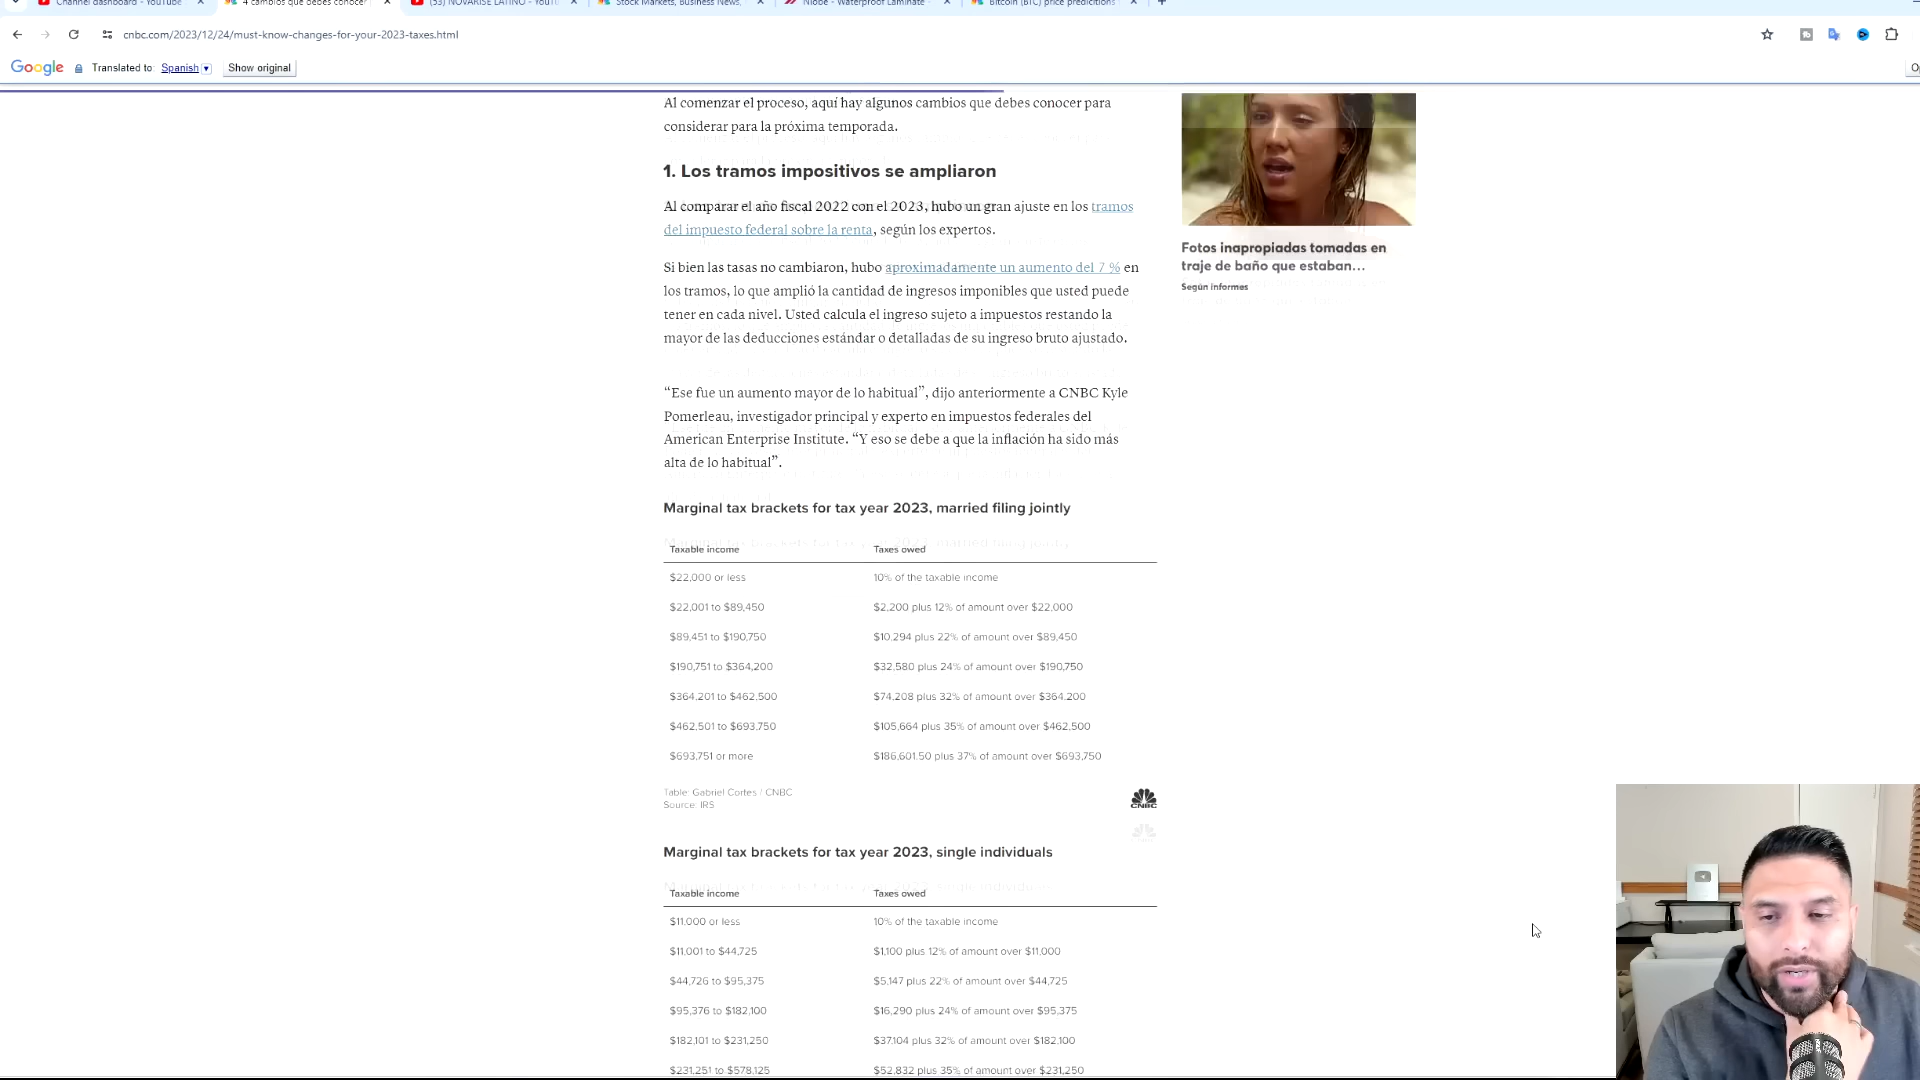 Channel dashboard - YouTube
4 cambios que debes conocer
(53) NOVARISE LATINO - YouTu
Stock Markets, Business News,
Niobe - Waterproof Laminate -
Bitcoin (BTC) price predictions
cnbc.com/2023/12/24/must-know-changes-for-your-2023-taxes.html
Google Translated to: Spanish Show original
Al comenzar el proceso, aquí hay algunos cambios que debes conocer para
considerar para la próxima temporada.
1. Los tramos impositivos se ampliaron
Al comparar el año fiscal 2022 con el 2023, hubo un gran ajuste en los tramos
del impuesto federal sobre la renta, según los expertos.
Si bien las tasas no cambiaron, hubo aproximadamente un aumento del 7 % en
los tramos, lo que amplió la cantidad de ingresos imponibles que usted puede
tener en cada nivel. Usted calcula el ingreso sujeto a impuestos restando la
mayor de las deducciones estándar o detalladas de su ingreso bruto ajustado.
“Ese fue un aumento mayor de lo habitual”, dijo anteriormente a CNBC Kyle
Pomerleau, investigador principal y experto en impuestos federales del
American Enterprise Institute. “Y eso se debe a que la inflación ha sido más
alta de lo habitual”.
Marginal tax brackets for tax year 2023, married filing jointly
Taxable income Taxes owed
$22,000 or less 10% of the taxable income
$22,001 to $89,450 $2,200 plus 12% of amount over $22,000
$89,451 to $190,750 $10,294 plus 22% of amount over $89,450
$190,751 to $364,200 $32,580 plus 24% of amount over $190,750
$364,201 to $462,500 $74,208 plus 32% of amount over $364,200
$462,501 to $693,750 $105,664 plus 35% of amount over $462,500
$693,751 or more $186,601.50 plus 37% of amount over $693,750
Table: Gabriel Cortes / CNBC
Source: IRS
CNBC
Marginal tax brackets for tax year 2023, single individuals
Taxable income Taxes owed
$11,000 or less 10% of the taxable income
$11,001 to $44,725 $1,100 plus 12% of amount over $11,000
$44,726 to $95,375 $5,147 plus 22% of amount over $44,725
$95,376 to $182,100 $16,290 plus 24% of amount over $95,375
$182,101 to $231,250 $37,104 plus 32% of amount over $182,100
$231,251 to $578,125 $52,832 plus 35% of amount over $231,250
Fotos inapropiadas tomadas en
traje de baño que estaban...
Según informes